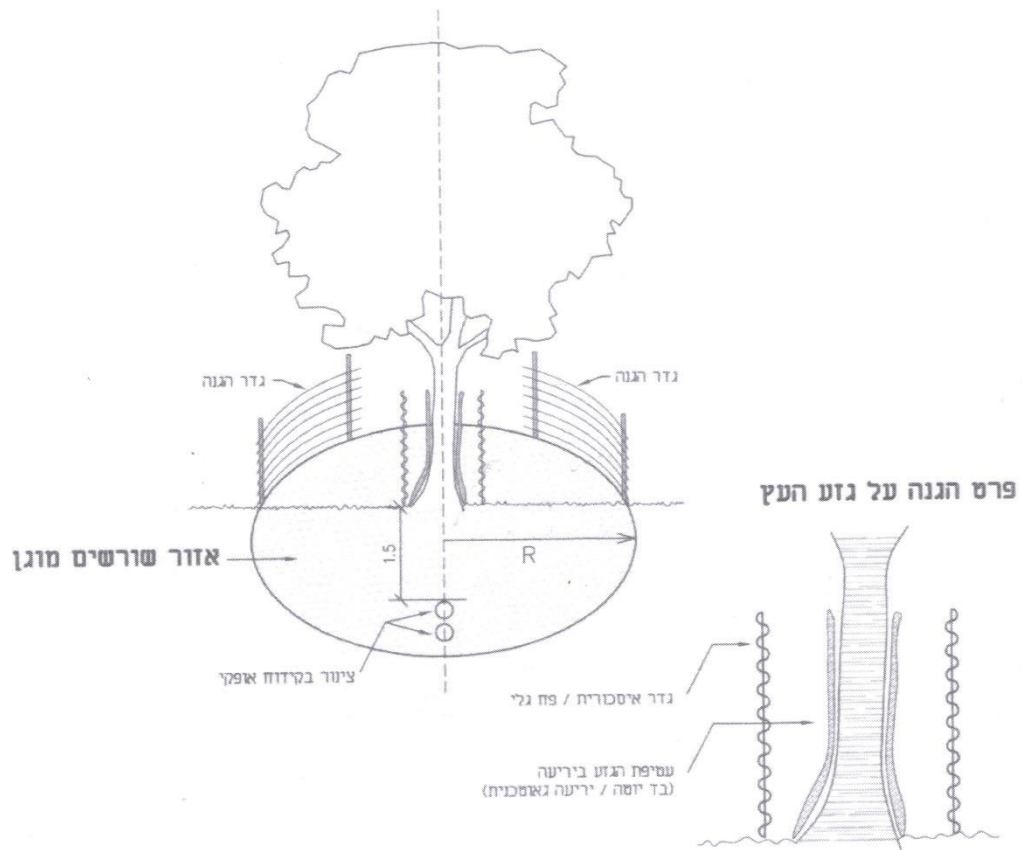 גדר הגנה
גדר הגנה
פרט הגנה על גזע העץ
אזור שורשים מוגן
1.5
R
צינור בקידוח אופקי
גדר איסכורית / פח גלי
עטיפת הגזע ביריעה
(בד יוטה / יריעה גאוטכנית)